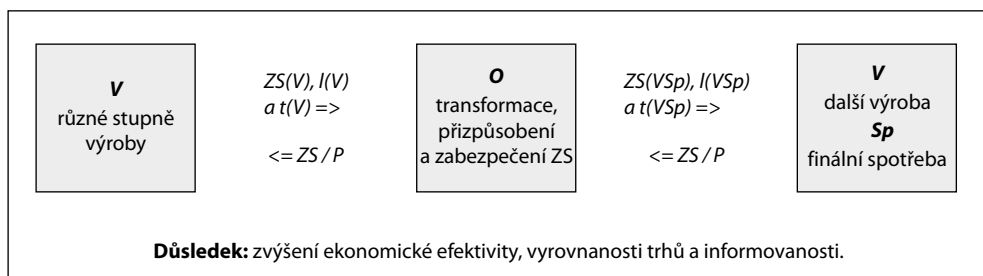 V
různé stupně
výroby
ZS(V), I(V)
a t(V) =>
<= ZS / P
O
transformace,
přizpůsobení
a zabezpečení ZS
ZS(VSp), I(VSp)
a t(VSp) =>
<= ZS / P
V
další výroba
Sp
finální spotřeba
Důsledek: zvýšení ekonomické efektivity, vyrovnanosti trhů a informovanosti.